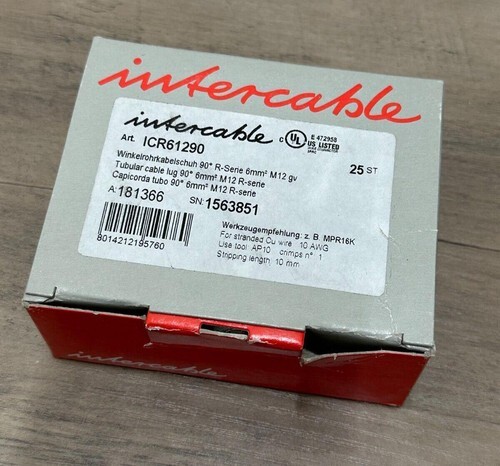 intercable
intercable
c UL US LISTED E 472958
Art. ICR61290
25 ST
Winkelrohrkabelschuh 90° R-Serie 6mm² M12 gv
Tubular cable lug 90° 6mm² M12 R-serie
Capicorda tubo 90° 6mm² M12 R-serie
A: 181366 SN: 1563851
8014212195760
Werkzeugempfehlung: z. B. MPR16K
For stranded Cu wire 10 AWG
Use tool AP10 crimps n° 1
Stripping length: 10 mm
intercable